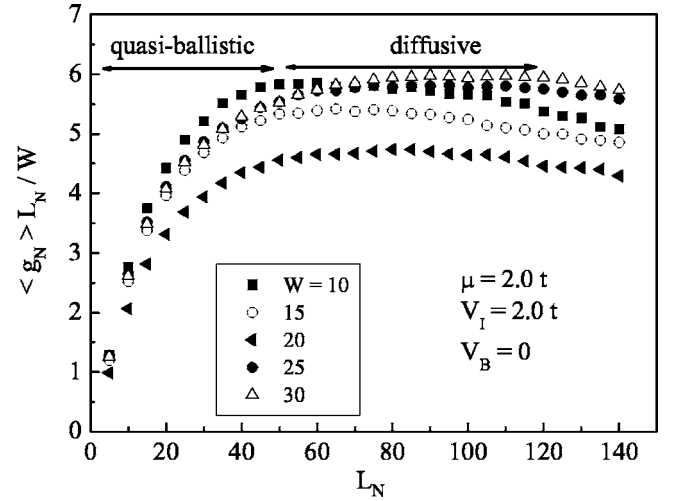 7
6
5
4
3
2
1
0
< g_N > L_N / W
quasi-ballistic
diffusive
W = 10
15
20
25
30
μ = 2.0 t
V_I = 2.0 t
V_B = 0
0 20 40 60 80 100 120 140
L_N